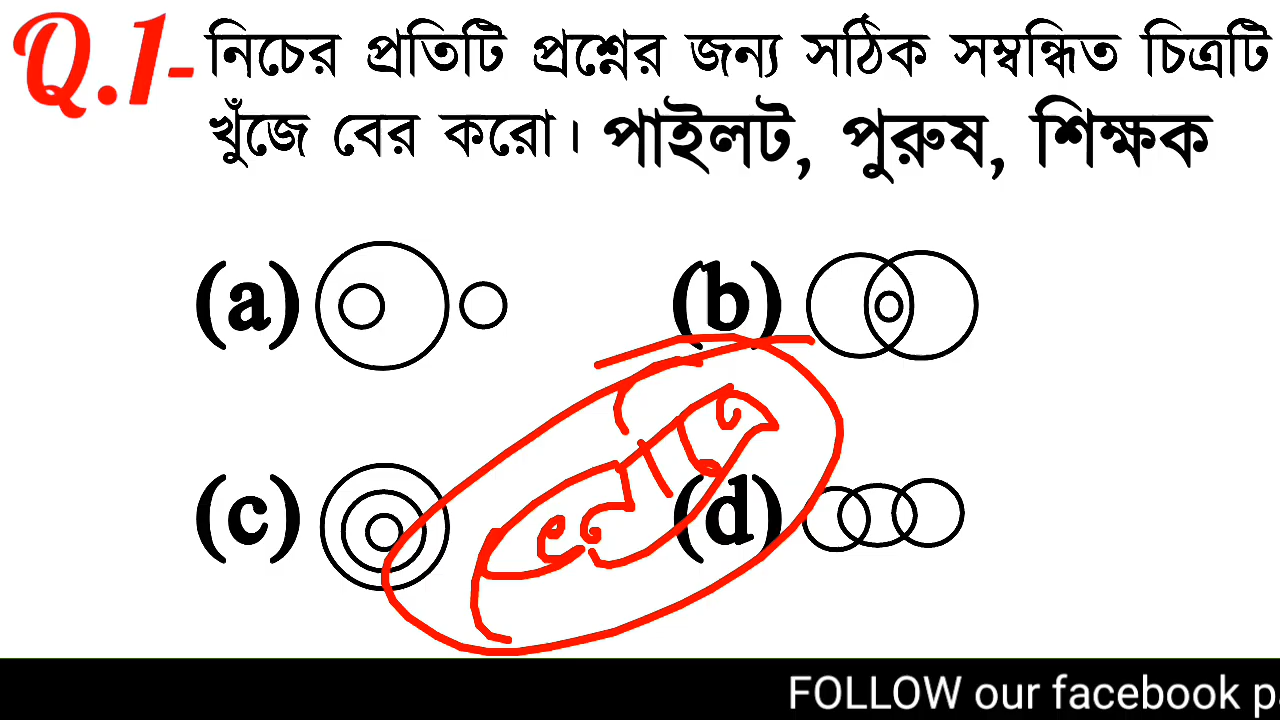 Q.1- নিচের প্রতিটি প্রশ্নের জন্য সঠিক সম্বন্ধিত চিত্রটি
খুঁজে বের করো। পাইলট, পুরুষ, শিক্ষক
(a) (b)
(c) (d)
FOLLOW our facebook